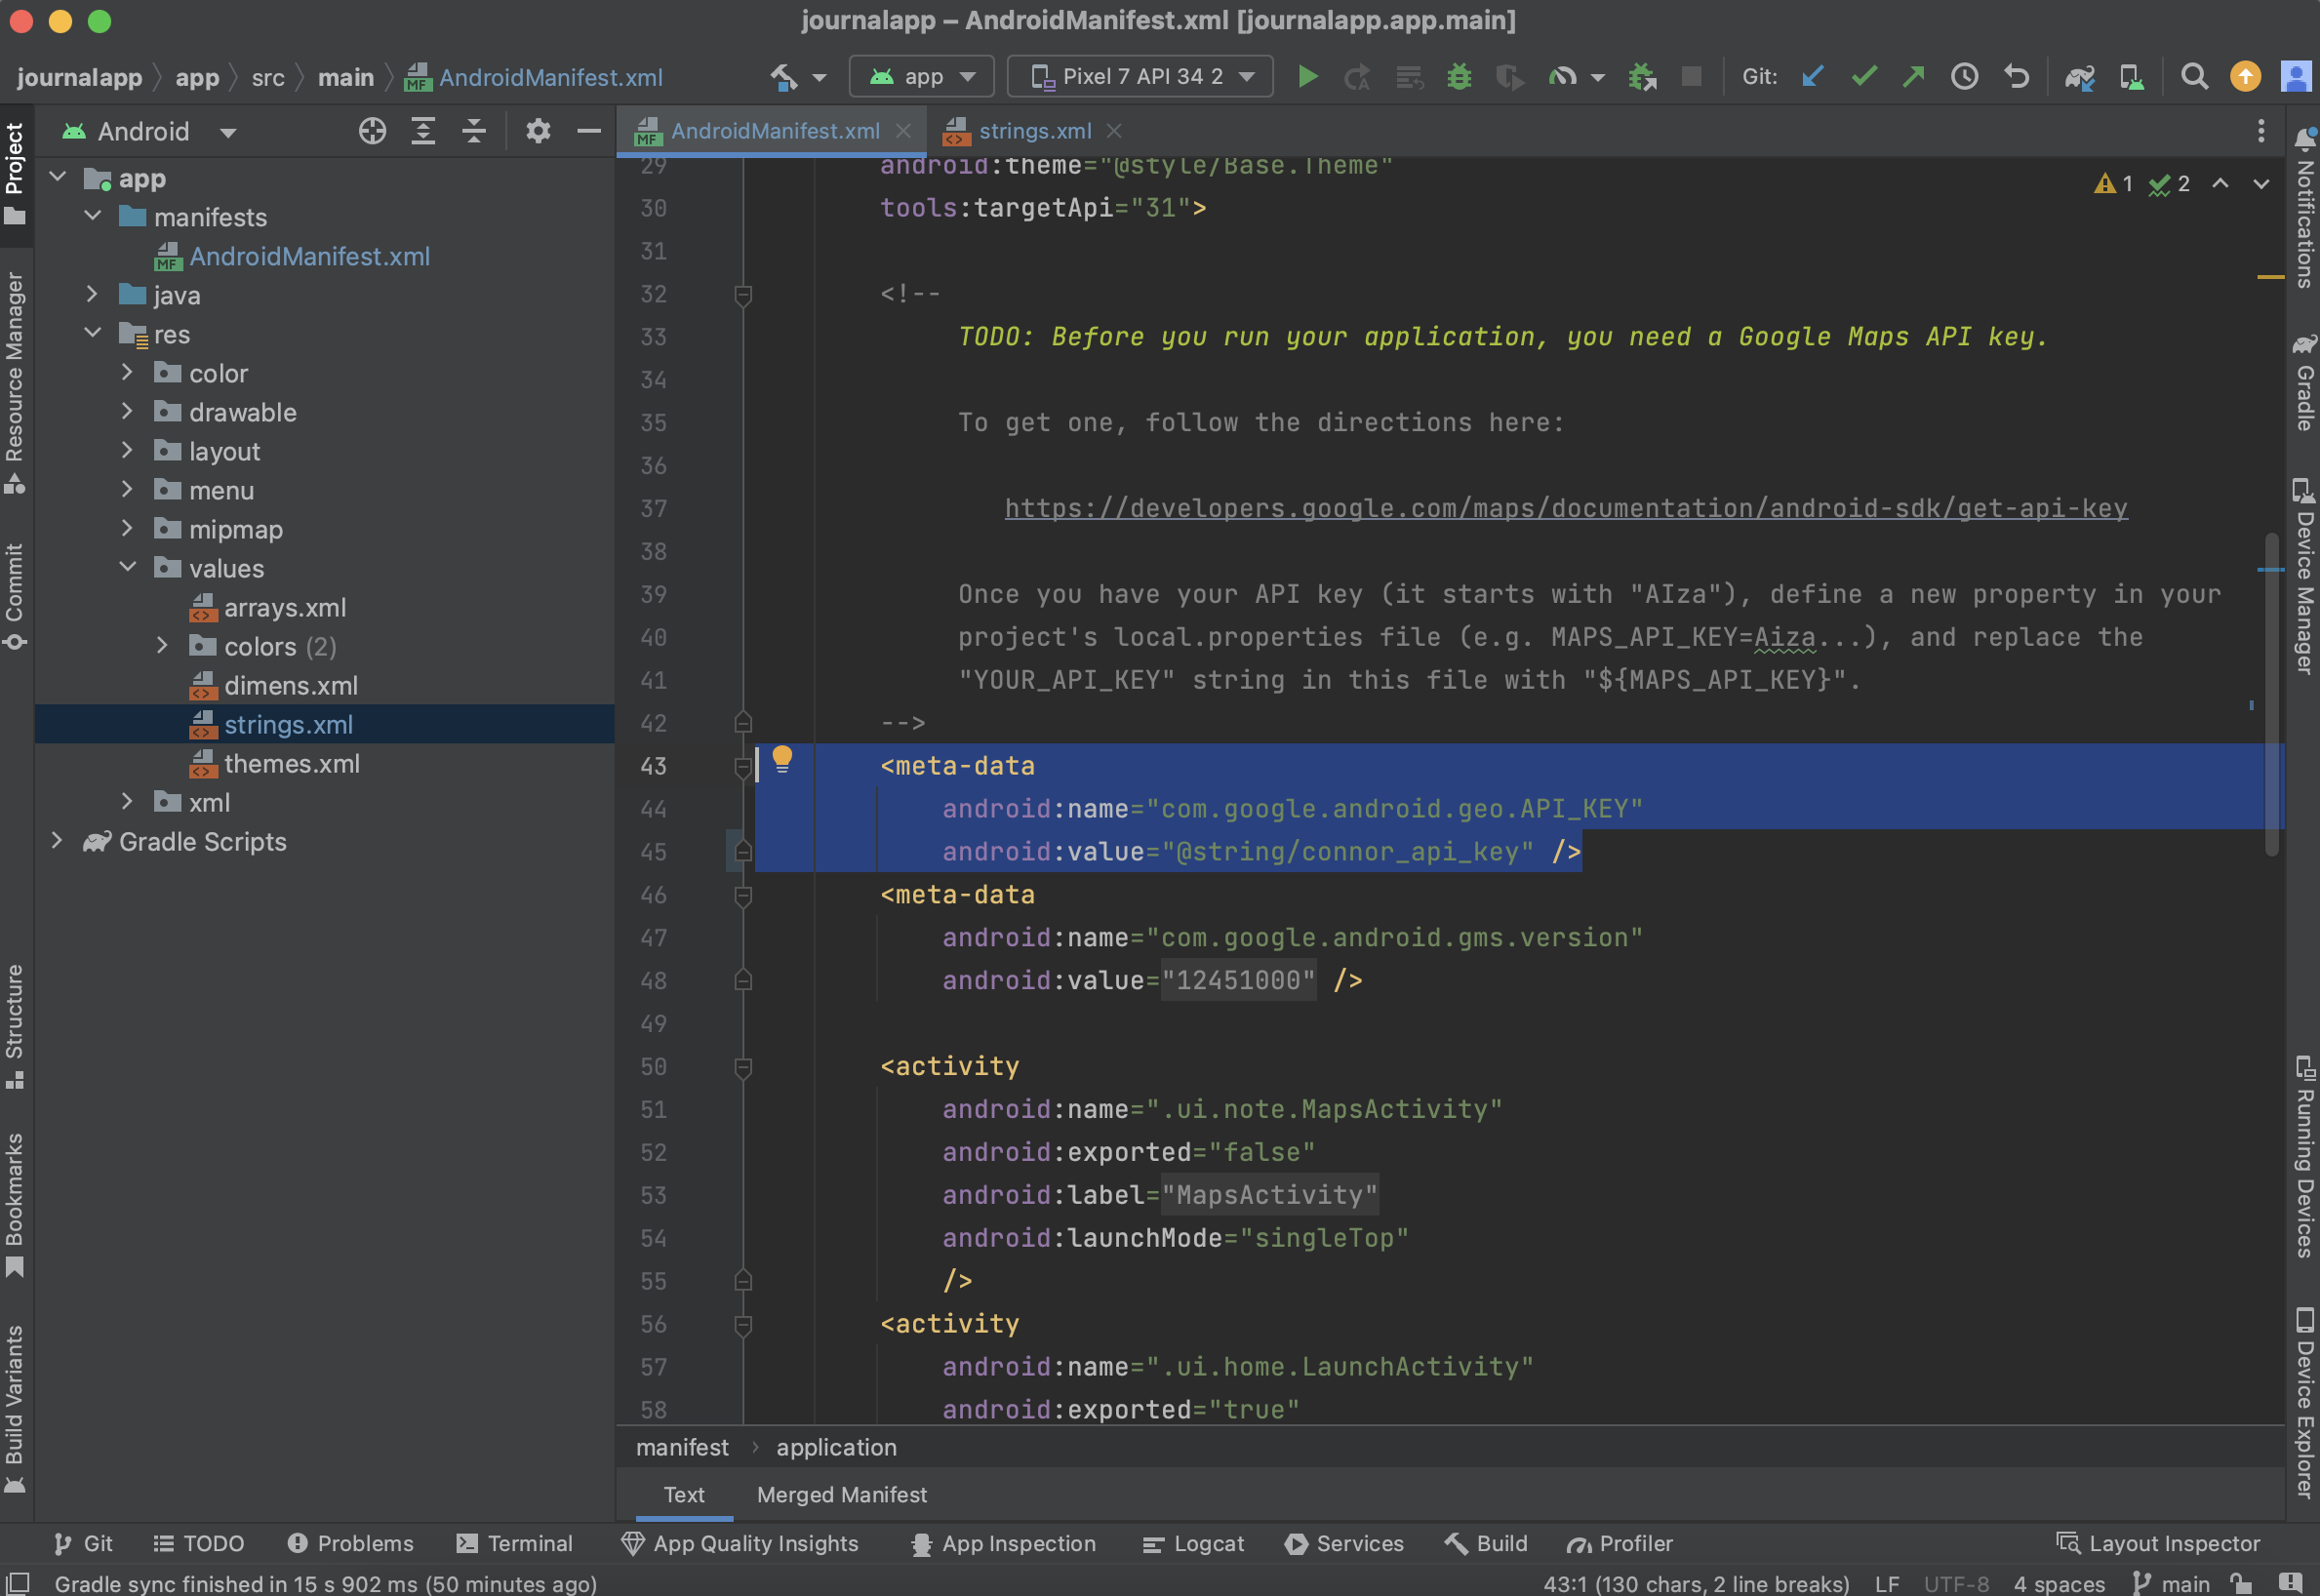 journalapp – AndroidManifest.xml [journalapp.app.main]
journalapp app src main AndroidManifest.xml
app
Pixel 7 API 34 2
Git:
Android
AndroidManifest.xml
strings.xml
Project
Resource Manager
Commit
Structure
Bookmarks
Build Variants
app
manifests
AndroidManifest.xml
java
res
color
drawable
layout
menu
mipmap
values
arrays.xml
colors (2)
dimens.xml
strings.xml
themes.xml
xml
Gradle Scripts
1 2
29 android:theme="@style/Base.Theme"
30 tools:targetApi="31">
31
32 <!--
33 TODO: Before you run your application, you need a Google Maps API key.
34
35 To get one, follow the directions here:
36
37 https://developers.google.com/maps/documentation/android-sdk/get-api-key
38
39 Once you have your API key (it starts with "AIza"), define a new property in your
40 project's local.properties file (e.g. MAPS_API_KEY=Aiza...), and replace the
41 "YOUR_API_KEY" string in this file with "${MAPS_API_KEY}".
42 -->
43 <meta-data
44 android:name="com.google.android.geo.API_KEY"
45 android:value="@string/connor_api_key" />
46 <meta-data
47 android:name="com.google.android.gms.version"
48 android:value="12451000" />
49
50 <activity
51 android:name=".ui.note.MapsActivity"
52 android:exported="false"
53 android:label="MapsActivity"
54 android:launchMode="singleTop"
55 />
56 <activity
57 android:name=".ui.home.LaunchActivity"
58 android:exported="true"
manifest › application
Text Merged Manifest
Notifications
Gradle
Device Manager
Running Devices
Device Explorer
Git TODO Problems Terminal App Quality Insights App Inspection Logcat Services Build Profiler Layout Inspector
Gradle sync finished in 15 s 902 ms (50 minutes ago) 43:1 (130 chars, 2 line breaks) LF UTF-8 4 spaces main